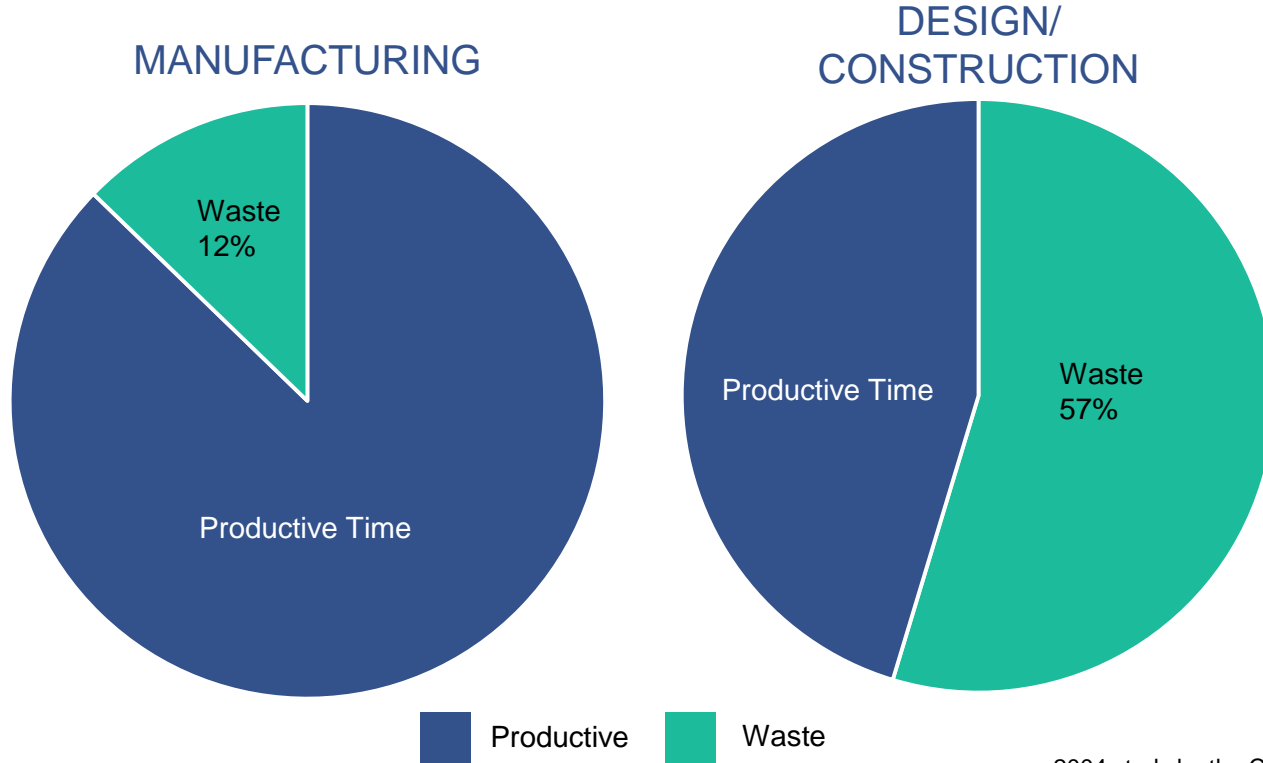 MANUFACTURING
Waste
12%
Productive Time
DESIGN/
CONSTRUCTION
Productive Time
Waste
57%
Productive
Waste